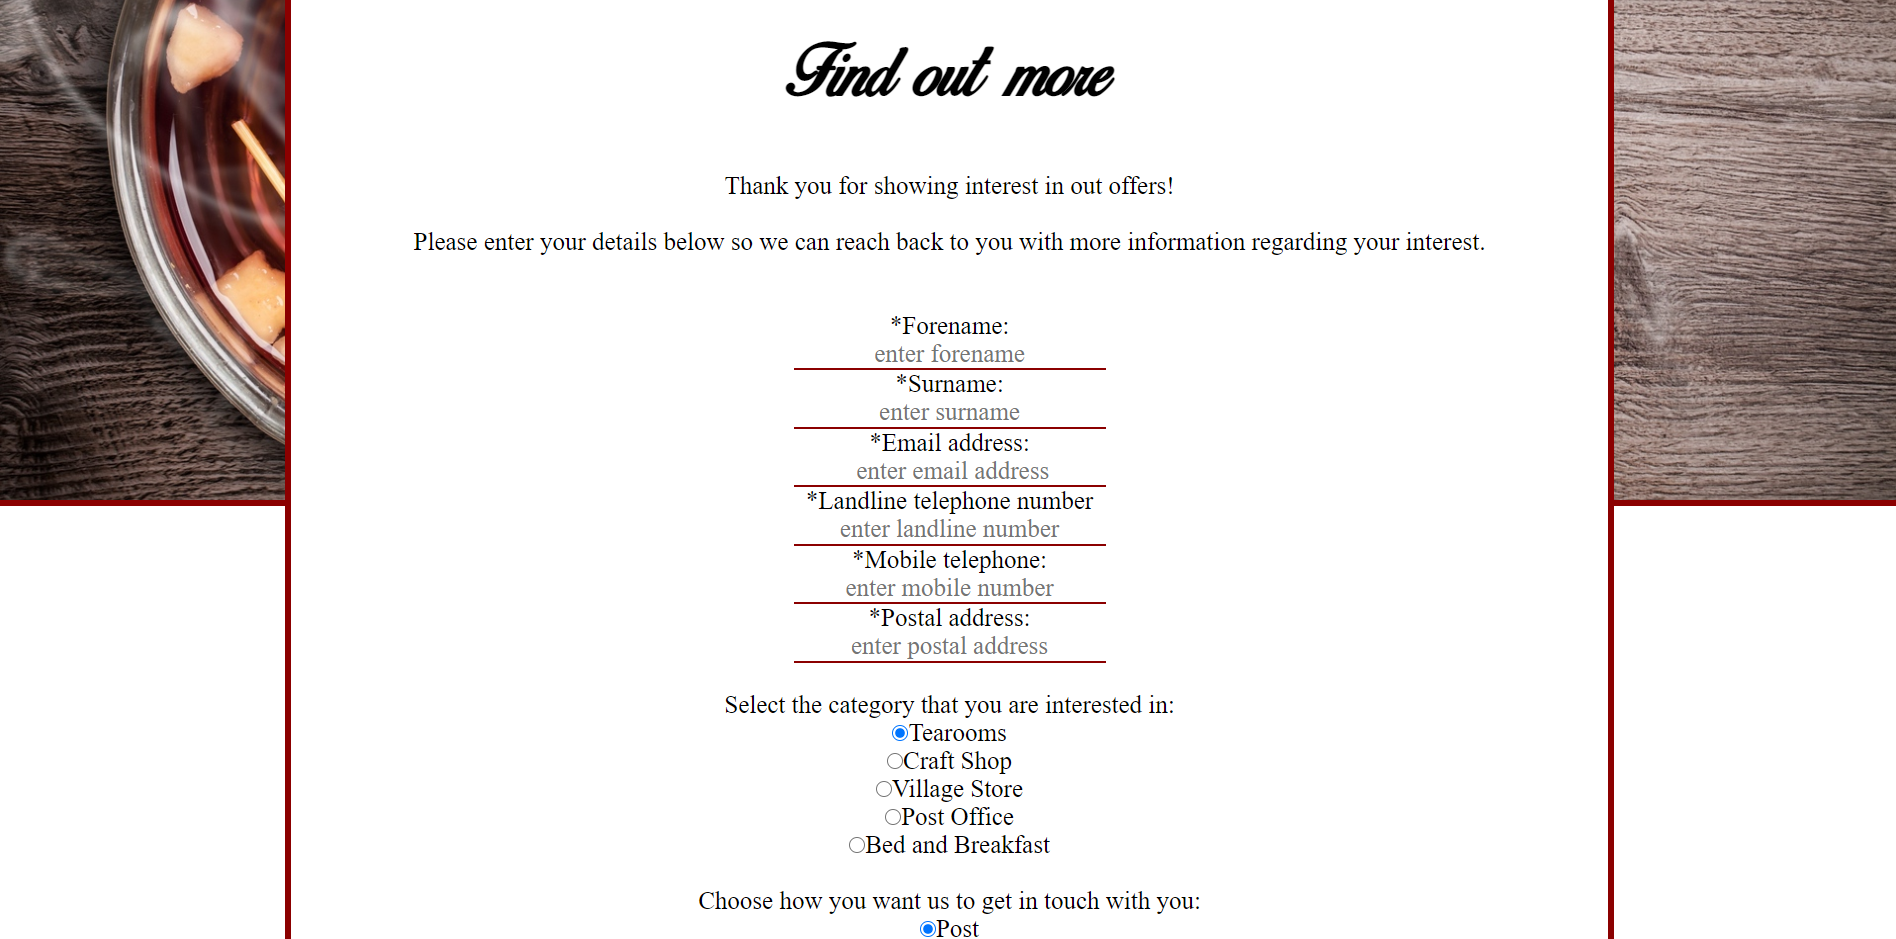 Find out more
Thank you for showing interest in out offers!
Please enter your details below so we can reach back to you with more information regarding your interest.
*Forename:
enter forename
*Surname:
enter surname
*Email address:
enter email address
*Landline telephone number
enter landline number
*Mobile telephone:
enter mobile number
*Postal address:
enter postal address
Select the category that you are interested in:
Tearooms
Craft Shop
Village Store
Post Office
Bed and Breakfast
Choose how you want us to get in touch with you:
Post